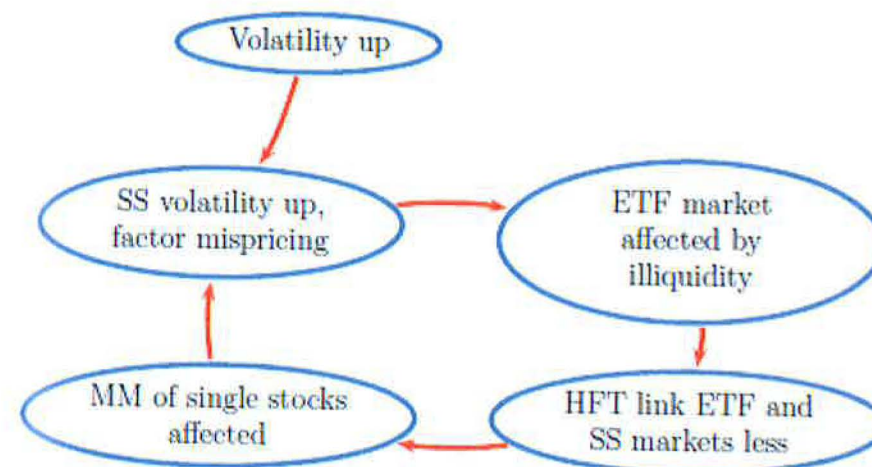 Volatility up
SS volatility up,
factor mispricing
ETF market
affected by
illiquidity
MM of single stocks
affected
HFT link ETF and
SS markets less